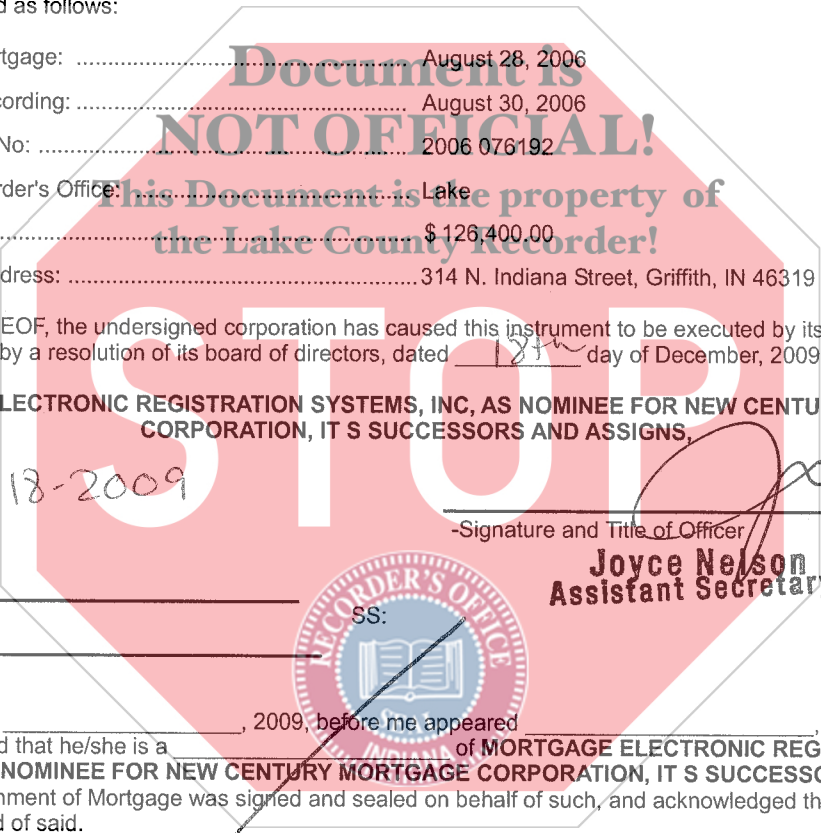 d as follows:
tgage: ........................................................ August 28, 2006
cording: ...................................................... August 30, 2006
No: ............................................................. 2006 076192
rder's Office: ............................................... Lake
.................................................................... $ 126,400.00
dress: ......................................................... 314 N. Indiana Street, Griffith, IN 46319
Document is
NOT OFFICIAL!
This Document is the property of
the Lake County Recorder!
STOP
EOF, the undersigned corporation has caused this instrument to be executed by its
by a resolution of its board of directors, dated 18th day of December, 2009
LECTRONIC REGISTRATION SYSTEMS, INC, AS NOMINEE FOR NEW CENTU
CORPORATION, IT S SUCCESSORS AND ASSIGNS,
18-2009
-Signature and Title of Officer
Joyce Nelson
Assistant Secretar
SS:
RECORDER'S OFFICE
SEAL
INDIANA
, 2009, before me appeared ,
d that he/she is a of MORTGAGE ELECTRONIC REG
NOMINEE FOR NEW CENTURY MORTGAGE CORPORATION, IT S SUCCESSO
nment of Mortgage was signed and sealed on behalf of such, and acknowledged th
d of said.